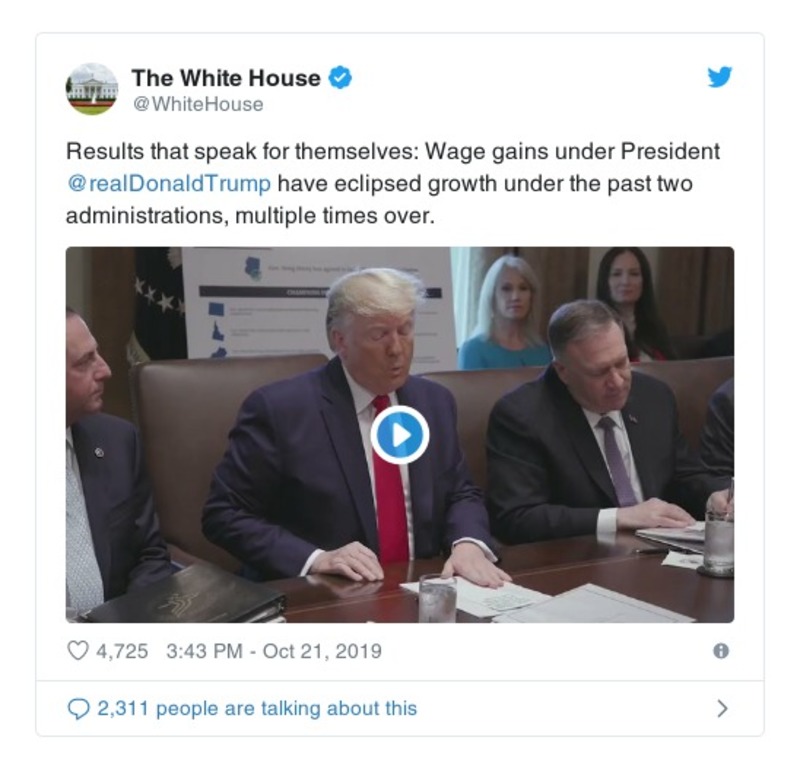 The White House
@WhiteHouse
Results that speak for themselves: Wage gains under President
@realDonaldTrump have eclipsed growth under the past two
administrations, multiple times over.
4,725 3:43 PM - Oct 21, 2019
2,311 people are talking about this